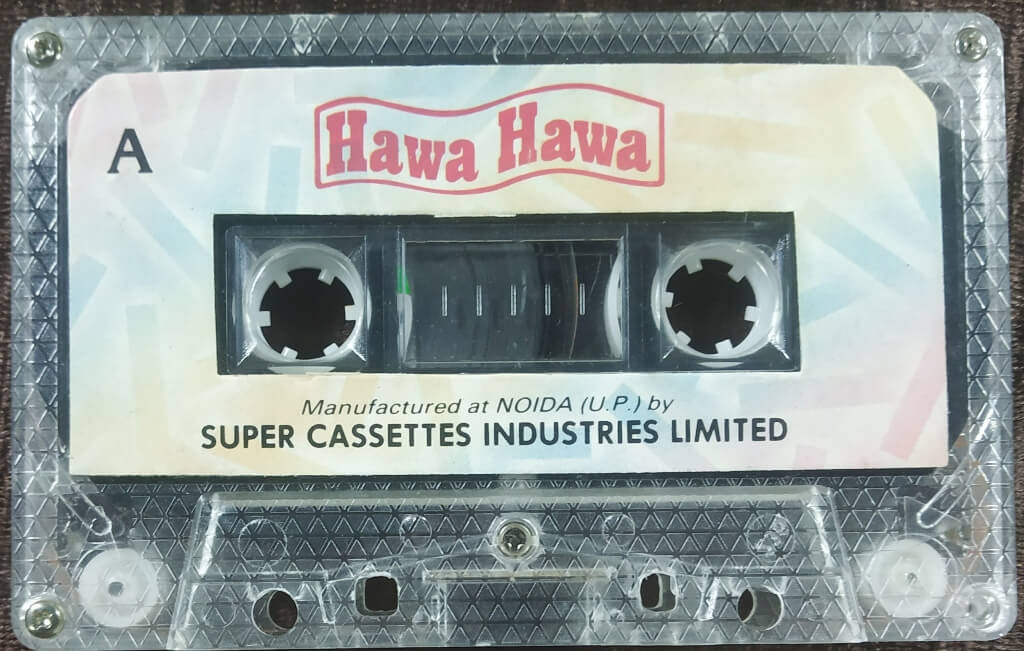 Hawa Hawa
A
Manufactured at NOIDA (U.P.) by
SUPER CASSETTES INDUSTRIES LIMITED